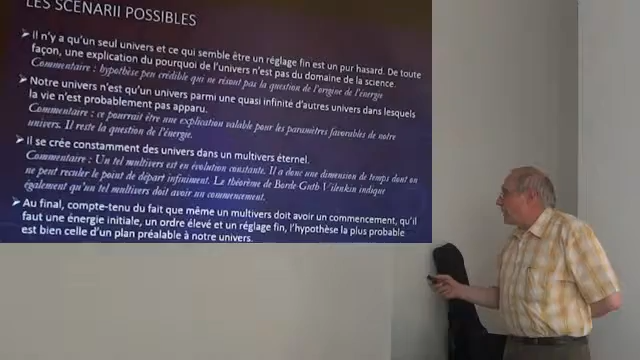 LES SCENARII POSSIBLES
Il n'y a qu'un seul univers et ce qui semble être un réglage fin est un pur hasard. De toute
façon, une explication du pourquoi de l'univers n'est pas du domaine de la science.
Commentaire : hypothèse peu crédible qui ne résout pas la question de l'origine de l'énergie
Notre univers n'est qu'un univers parmi une quasi infinité d'autres univers dans lesquels
la vie n'est probablement pas apparu.
Commentaire : ce pourrait être une explication valable pour les paramètres favorables de notre
univers. Il reste la question de l'énergie.
Il se crée constamment des univers dans un multivers éternel.
Commentaire : Un tel multivers est en évolution constante. Il a donc une dimension de temps dont on
ne peut reculer le point de départ infiniment. Le théorème de Borde Guth Vilenkin indique
également qu'un tel multivers doit avoir un commencement.
Au final, compte-tenu du fait que même un multivers doit avoir un commencement, qu'il
faut une énergie initiale, un ordre élevé et un réglage fin, l'hypothèse la plus probable
est bien celle d'un plan préalable à notre univers.